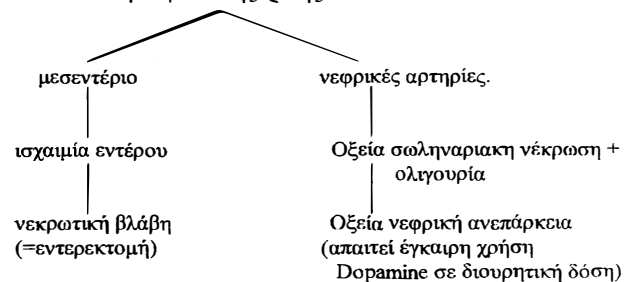 μεσεντέριο
νεφρικές αρτηρίες.
ισχαιμία εντέρου
Οξεία σωληναριακη νέκρωση +
ολιγουρία
νεκρωτική βλάβη
(=εντερεκτομή)
Οξεία νεφρική ανεπάρκεια
(απαιτεί έγκαιρη χρήση
Dopamine σε διουρητική δόση)